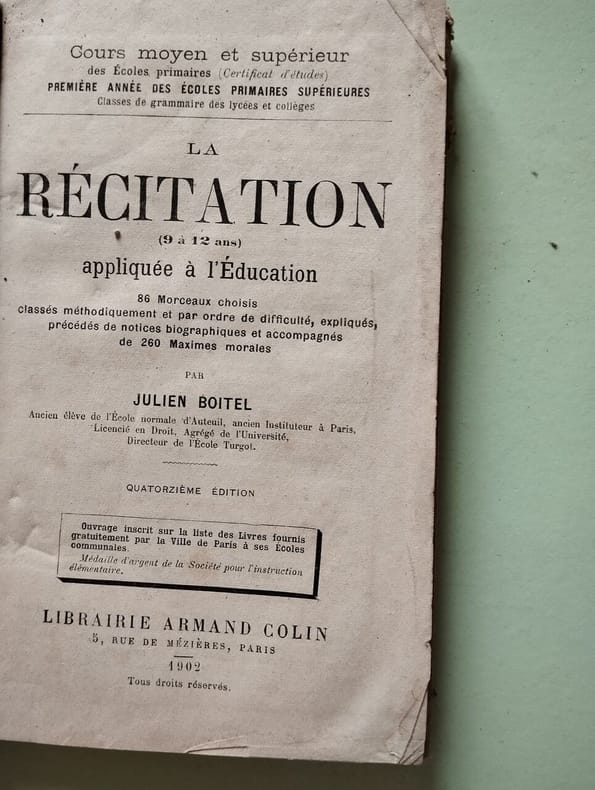 Cours moyen et supérieur
des Écoles primaires (Certificat d'études)
PREMIÈRE ANNÉE DES ÉCOLES PRIMAIRES SUPÉRIEURES
Classes de grammaire des lycées et collèges
LA
RÉCITATION
(9 à 12 ans)
appliquée à l'Éducation
86 Morceaux choisis
classés méthodiquement et par ordre de difficulté, expliqués,
précédés de notices biographiques et accompagnés
de 260 Maximes morales
PAR
JULIEN BOITEL
Ancien élève de l'École normale d'Auteuil, ancien Instituteur à Paris,
Licencié en Droit, Agrégé de l'Université,
Directeur de l'École Turgot.
QUATORZIÈME ÉDITION
Ouvrage inscrit sur la liste des Livres fournis
gratuitement par la Ville de Paris à ses Écoles
communales.
Médaille d'argent de la Société pour l'instruction
élémentaire.
LIBRAIRIE ARMAND COLIN
5, RUE DE MÉZIÈRES, PARIS
1902
Tous droits réservés.